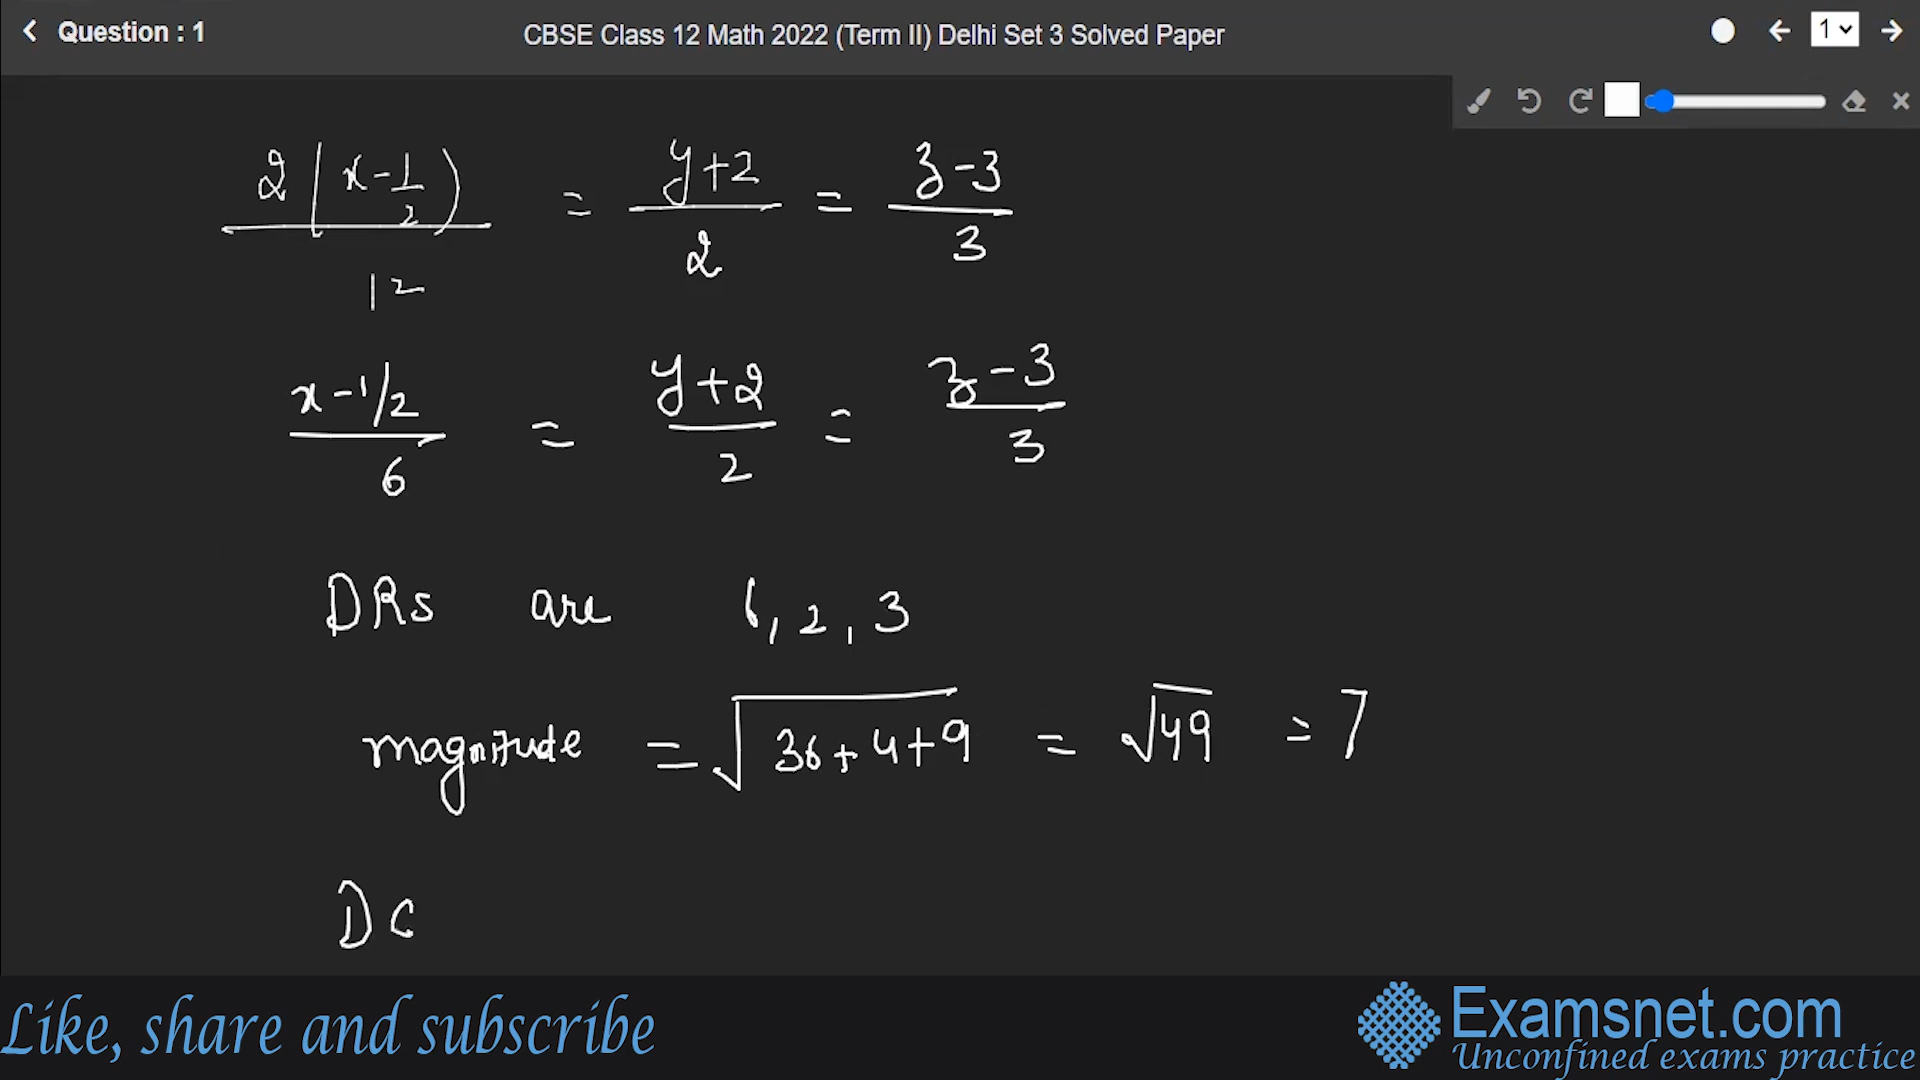 Question : 1
CBSE Class 12 Math 2022 (Term II) Delhi Set 3 Solved Paper
1
2(x-1/2)/12 = y+2/2 = z-3/3
x-1/2/6 = y+2/2 = z-3/3
DRs are 6, 2, 3
magnitude = √36+4+9 = √49 = 7
DC
Like, share and subscribe
Examsnet.com
Unconfined exams practice